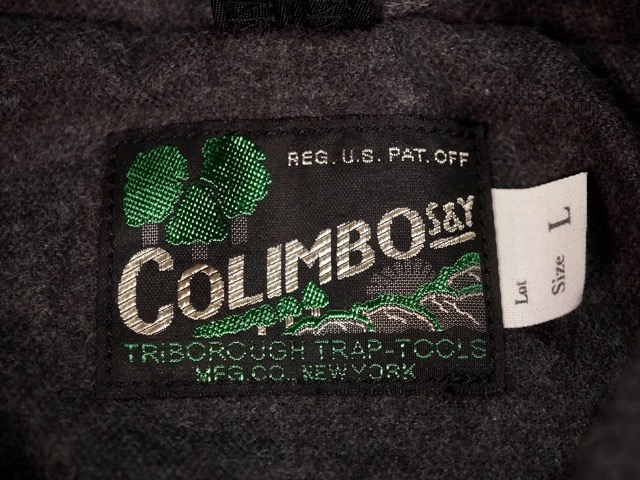 REG. U.S. PAT. OFF
COLIMBO S&Y
TRIBOROUGH TRAP-TOOLS
MFG. CO., NEW YORK
Lot
Size L